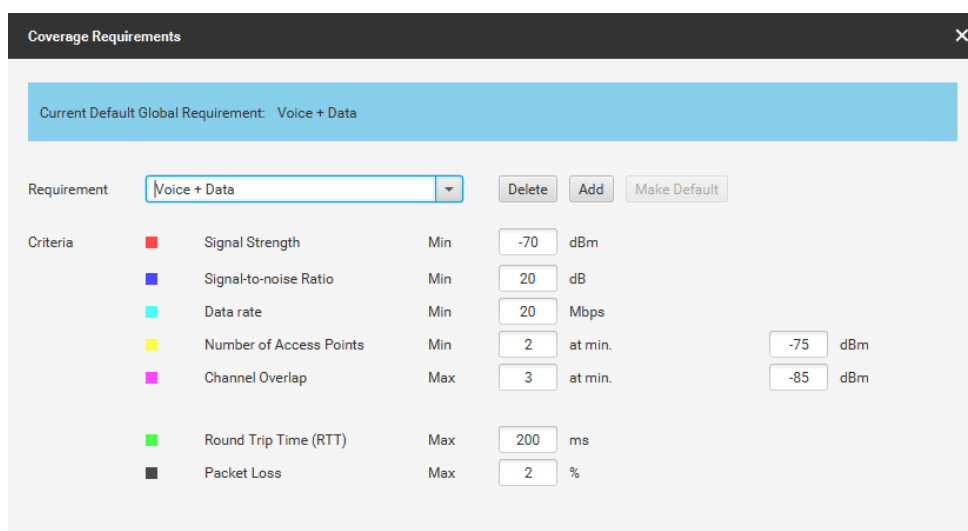 Coverage Requirements
Current Default Global Requirement: Voice + Data
Requirement Voice + Data Delete Add Make Default
Criteria Signal Strength Min -70 dBm
Signal-to-noise Ratio Min 20 dB
Data rate Min 20 Mbps
Number of Access Points Min 2 at min. -75 dBm
Channel Overlap Max 3 at min. -85 dBm
Round Trip Time (RTT) Max 200 ms
Packet Loss Max 2 %